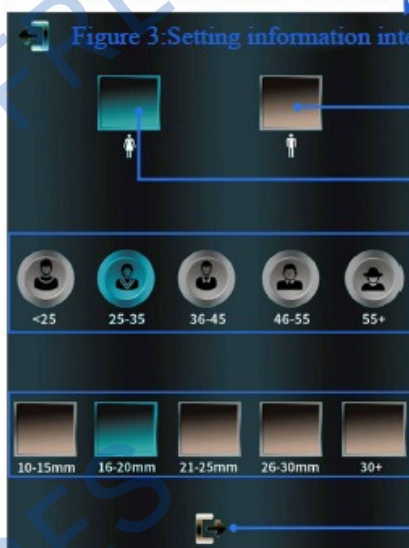 Figure 3:Setting information inte
<25 25-35 36-45 46-55 55+
10-15mm 16-20mm 21-25mm 26-30mm 30+